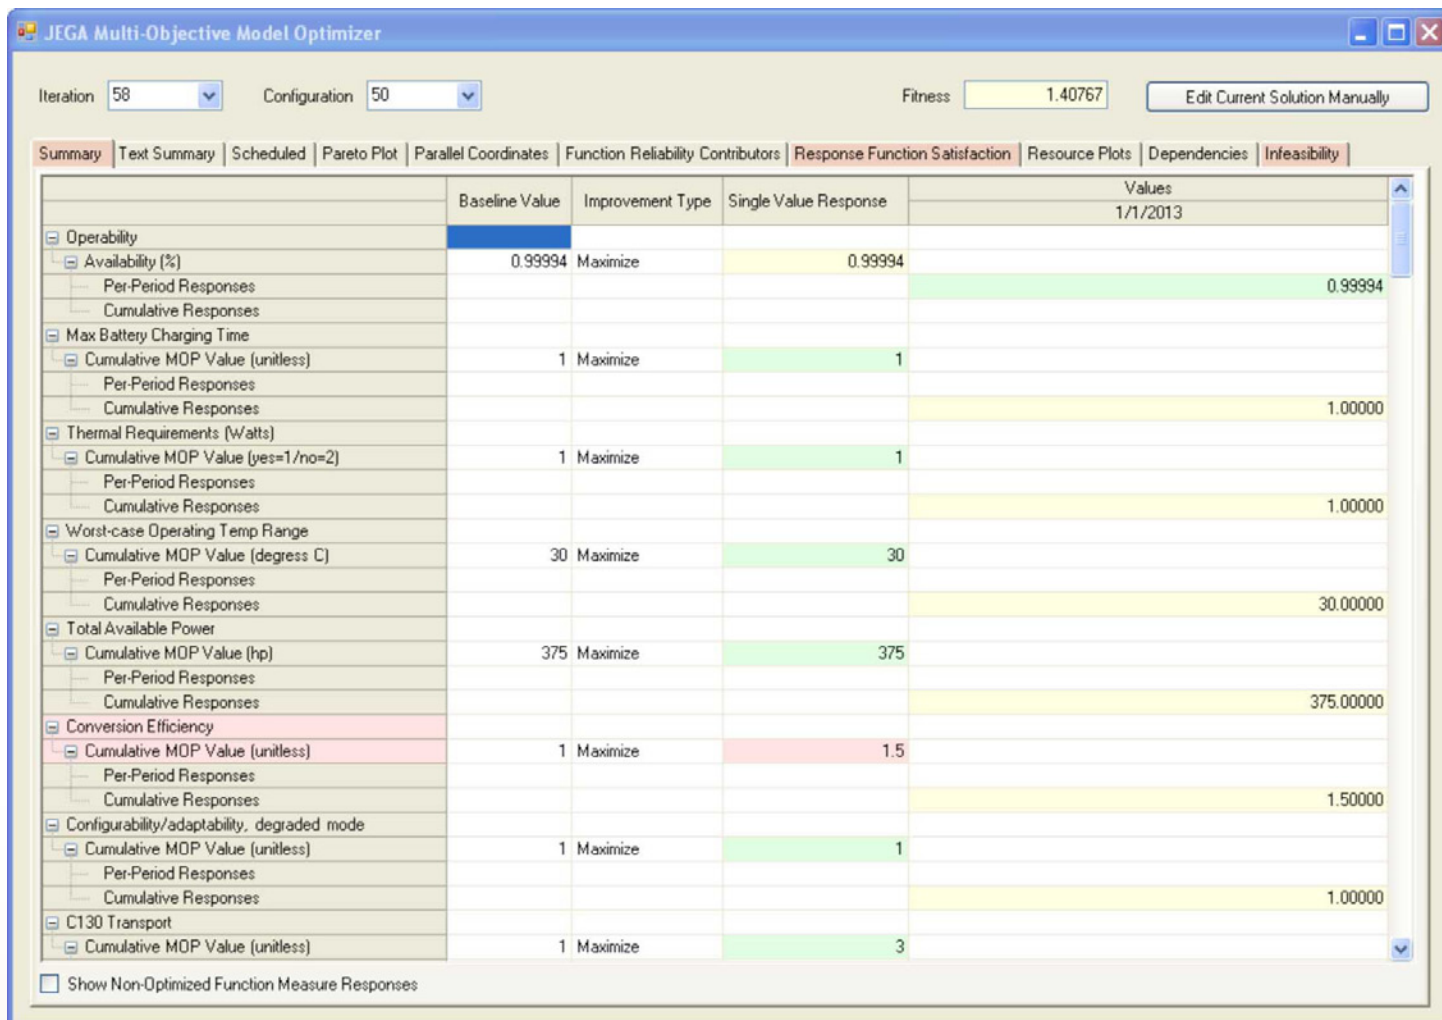 JEGA Multi-Objective Model Optimizer
Iteration 58 Configuration 50 Fitness 1.40767 Edit Current Solution Manually
Summary Text Summary Scheduled Pareto Plot Parallel Coordinates Function Reliability Contributors Response Function Satisfaction Resource Plots Dependencies Infeasibility
Baseline Value Improvement Type Single Value Response Values
1/1/2013
Operability
Availability (%) 0.99994 Maximize 0.99994
Per-Period Responses 0.99994
Cumulative Responses
Max Battery Charging Time
Cumulative MOP Value (unitless) 1 Maximize 1
Per-Period Responses
Cumulative Responses 1.00000
Thermal Requirements (Watts)
Cumulative MOP Value (yes=1/no=2) 1 Maximize 1
Per-Period Responses
Cumulative Responses 1.00000
Worst-case Operating Temp Range
Cumulative MOP Value (degress C) 30 Maximize 30
Per-Period Responses
Cumulative Responses 30.00000
Total Available Power
Cumulative MOP Value (hp) 375 Maximize 375
Per-Period Responses
Cumulative Responses 375.00000
Conversion Efficiency
Cumulative MOP Value (unitless) 1 Maximize 1.5
Per-Period Responses
Cumulative Responses 1.50000
Configurability/adaptability, degraded mode
Cumulative MOP Value (unitless) 1 Maximize 1
Per-Period Responses
Cumulative Responses 1.00000
C130 Transport
Cumulative MOP Value (unitless) 1 Maximize 3
Show Non-Optimized Function Measure Responses